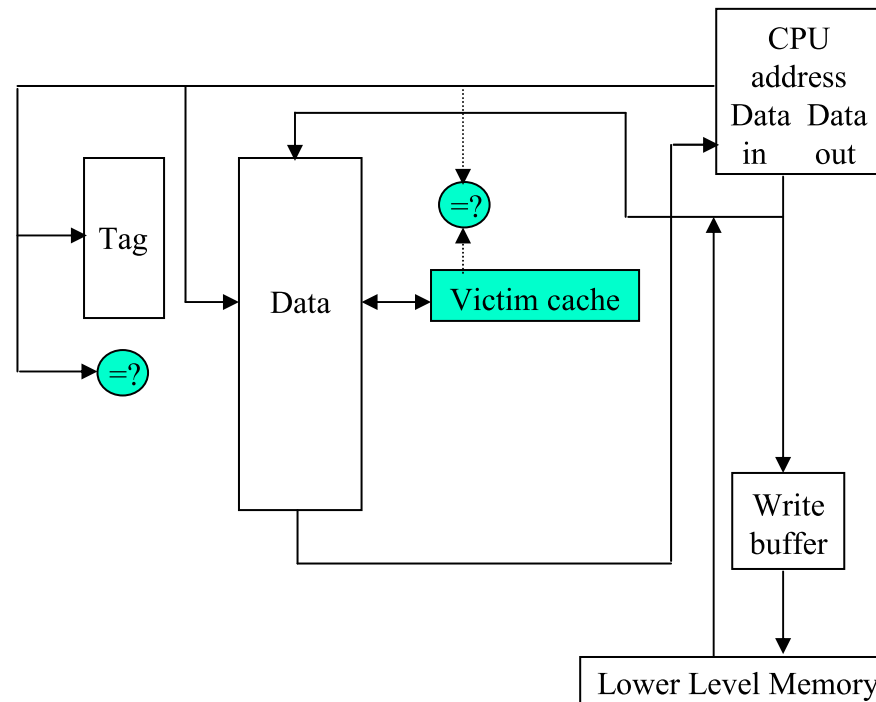 CPU
address
Data Data
in out
=?
Tag
Data
Victim cache
=?
Write
buffer
Lower Level Memory